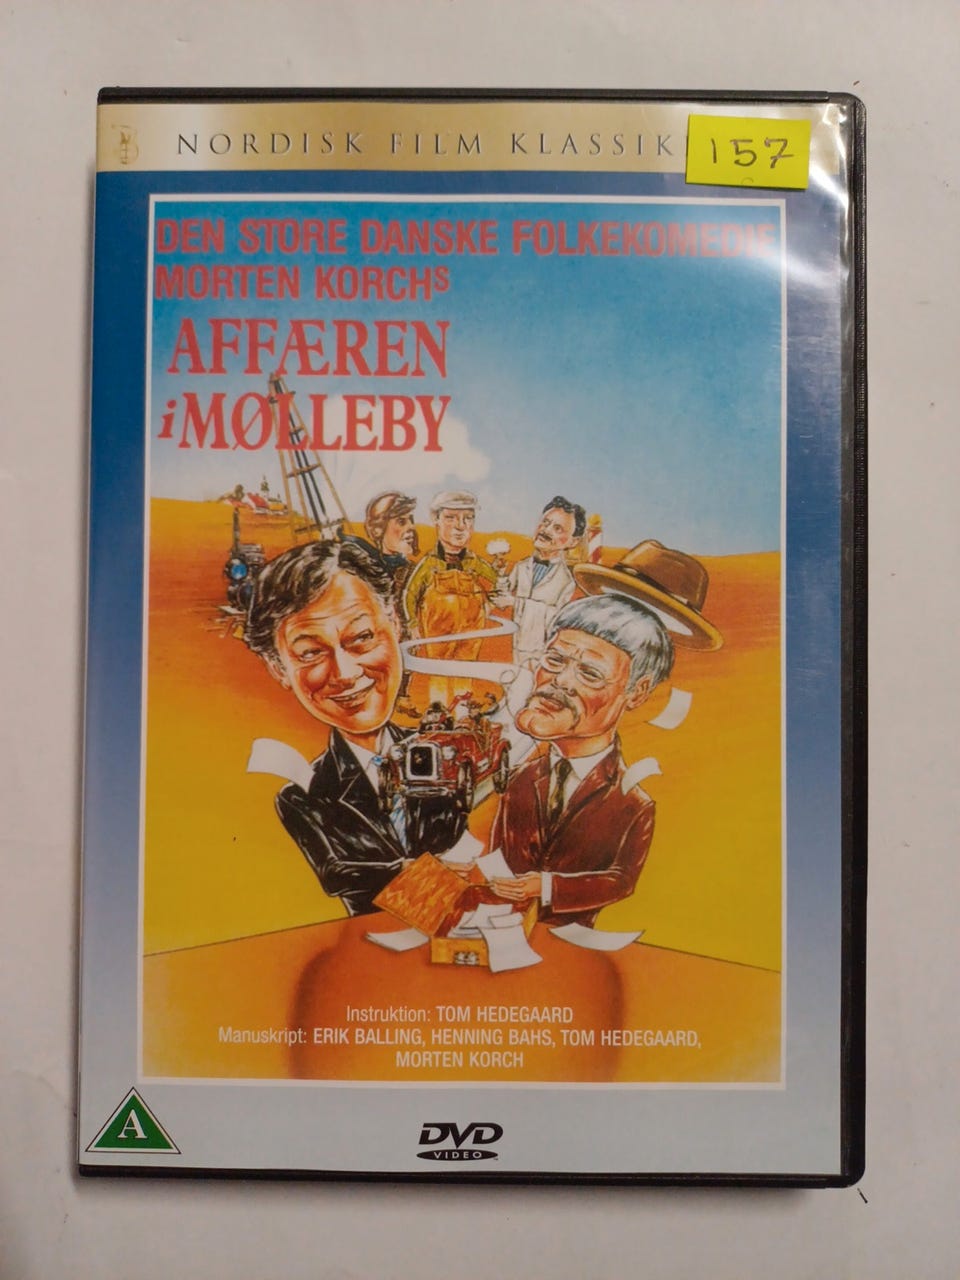 NORDISK FILM KLASSIK
157
DEN STORE DANSKE FOLKEKOMEDIE
MORTEN KORCHS
AFFÆREN
i MØLLEBY
Instruktion: TOM HEDEGAARD
Manuskript: ERIK BALLING, HENNING BAHS, TOM HEDEGAARD,
MORTEN KORCH
A
DVD
VIDEO